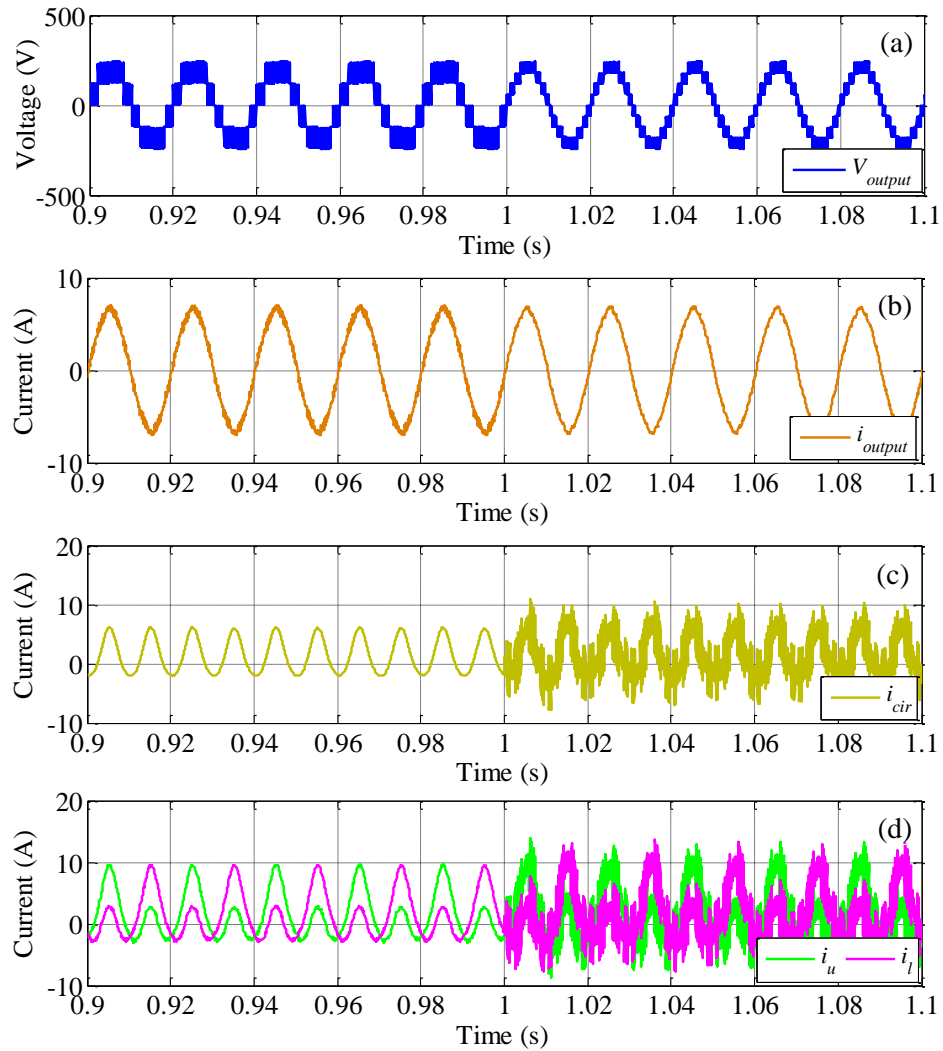 500
(a)
Voltage (V)
0
V_output
-500
0.9 0.92 0.94 0.96 0.98 1 1.02 1.04 1.06 1.08 1.1
Time (s)
10
(b)
Current (A)
0
i_output
-10
0.9 0.92 0.94 0.96 0.98 1 1.02 1.04 1.06 1.08 1.1
Time (s)
20
(c)
Current (A)
10
0
i_cir
-10
0.9 0.92 0.94 0.96 0.98 1 1.02 1.04 1.06 1.08 1.1
Time (s)
20
(d)
Current (A)
10
0
i_u i_l
-10
0.9 0.92 0.94 0.96 0.98 1 1.02 1.04 1.06 1.08 1.1
Time (s)